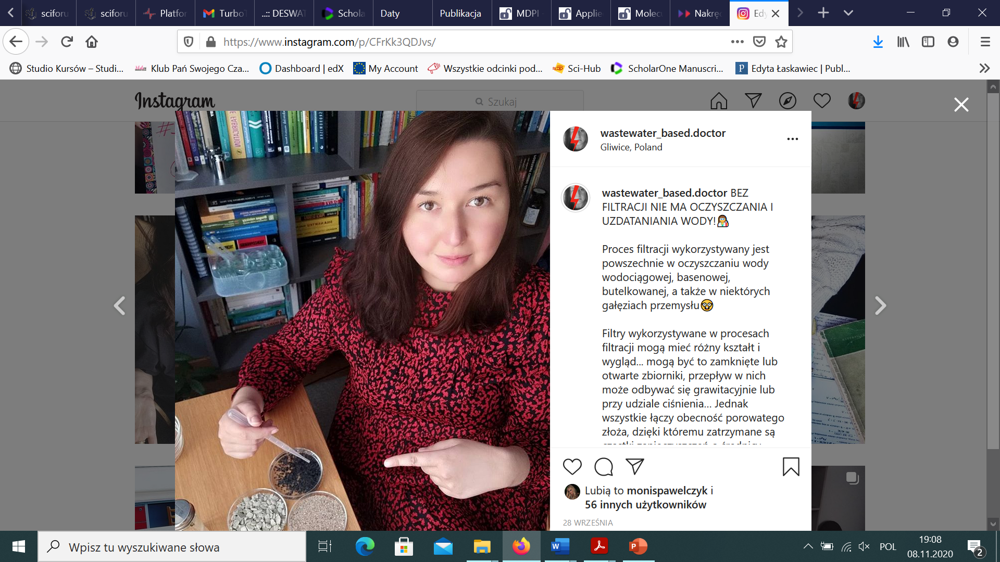 sciforu
sciforu
Platfor
TurboT
..:: DESWAT
Schola
Daty
Publikacja
MDPI -
Applie
Molec
Nakręc
Edy
https://www.instagram.com/p/CFrKk3QDJvs/
Studio Kursów – Studi...
Klub Pań Swojego Cza...
Dashboard | edX
My Account
Wszystkie odcinki pod...
Sci-Hub
ScholarOne Manuscri...
Edyta Łaskawiec | Publ...
Instagram
Szukaj
FABRICATION
DRIVE
wastewater_based.doctor
Gliwice, Poland
wastewater_based.doctor BEZ
FILTRACJI NIE MA OCZYSZCZANIA I
UZDATANIANIA WODY!👩‍🔬
Proces filtracji wykorzystywany jest
powszechnie w oczyszczaniu wody
wodociągowej, basenowej,
butelkowanej, a także w niektórych
gałęziach przemysłu🤓
Filtry wykorzystywane w procesach
filtracji mogą mieć różny kształt i
wygląd... mogą być to zamknięte lub
otwarte zbiorniki, przepływ w nich
może odbywać się grawitacyjnie lub
przy udziale ciśnienia... Jednak
wszystkie łączy obecność porowatego
złoża, dzięki któremu zatrzymane są
Lubią to monispawelczyk i
56 innych użytkowników
28 WRZEŚNIA
Wpisz tu wyszukiwane słowa
POL
19:08
08.11.2020
2